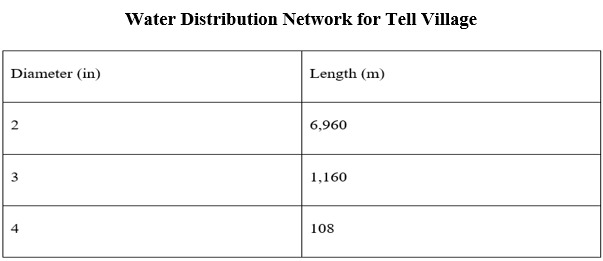 Water Distribution Network for Tell Village
Diameter (in) Length (m)
2 6,960
3 1,160
4 108